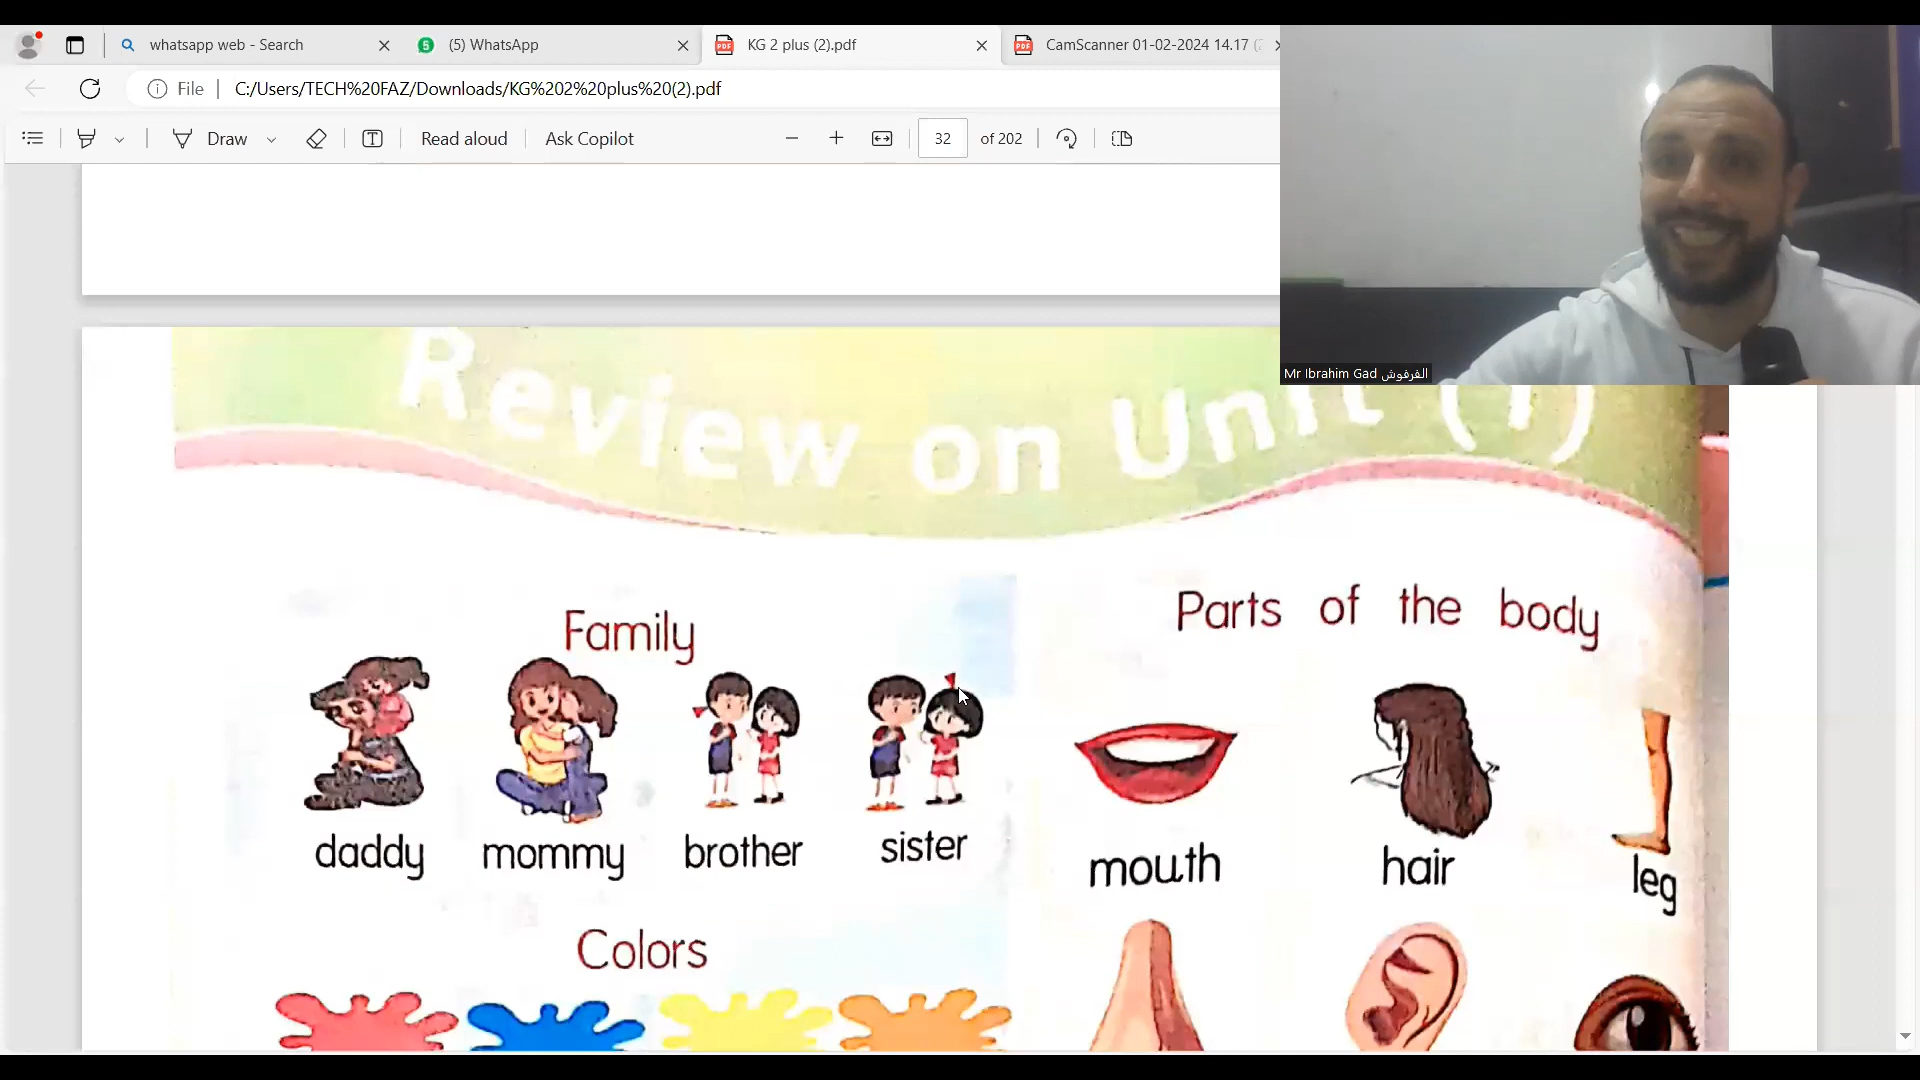 whatsapp web - Search
(5) WhatsApp
KG 2 plus (2).pdf
CamScanner 01-02-2024 14.17 (2
File
C:/Users/TECH%20FAZ/Downloads/KG%202%20plus%20(2).pdf
Draw
Read aloud
Ask Copilot
32 of 202
Mr Ibrahim Gad الفرفوش
Review on Unit (1)
Family
daddy
mommy
brother
sister
Colors
Parts of the body
mouth
hair
leg